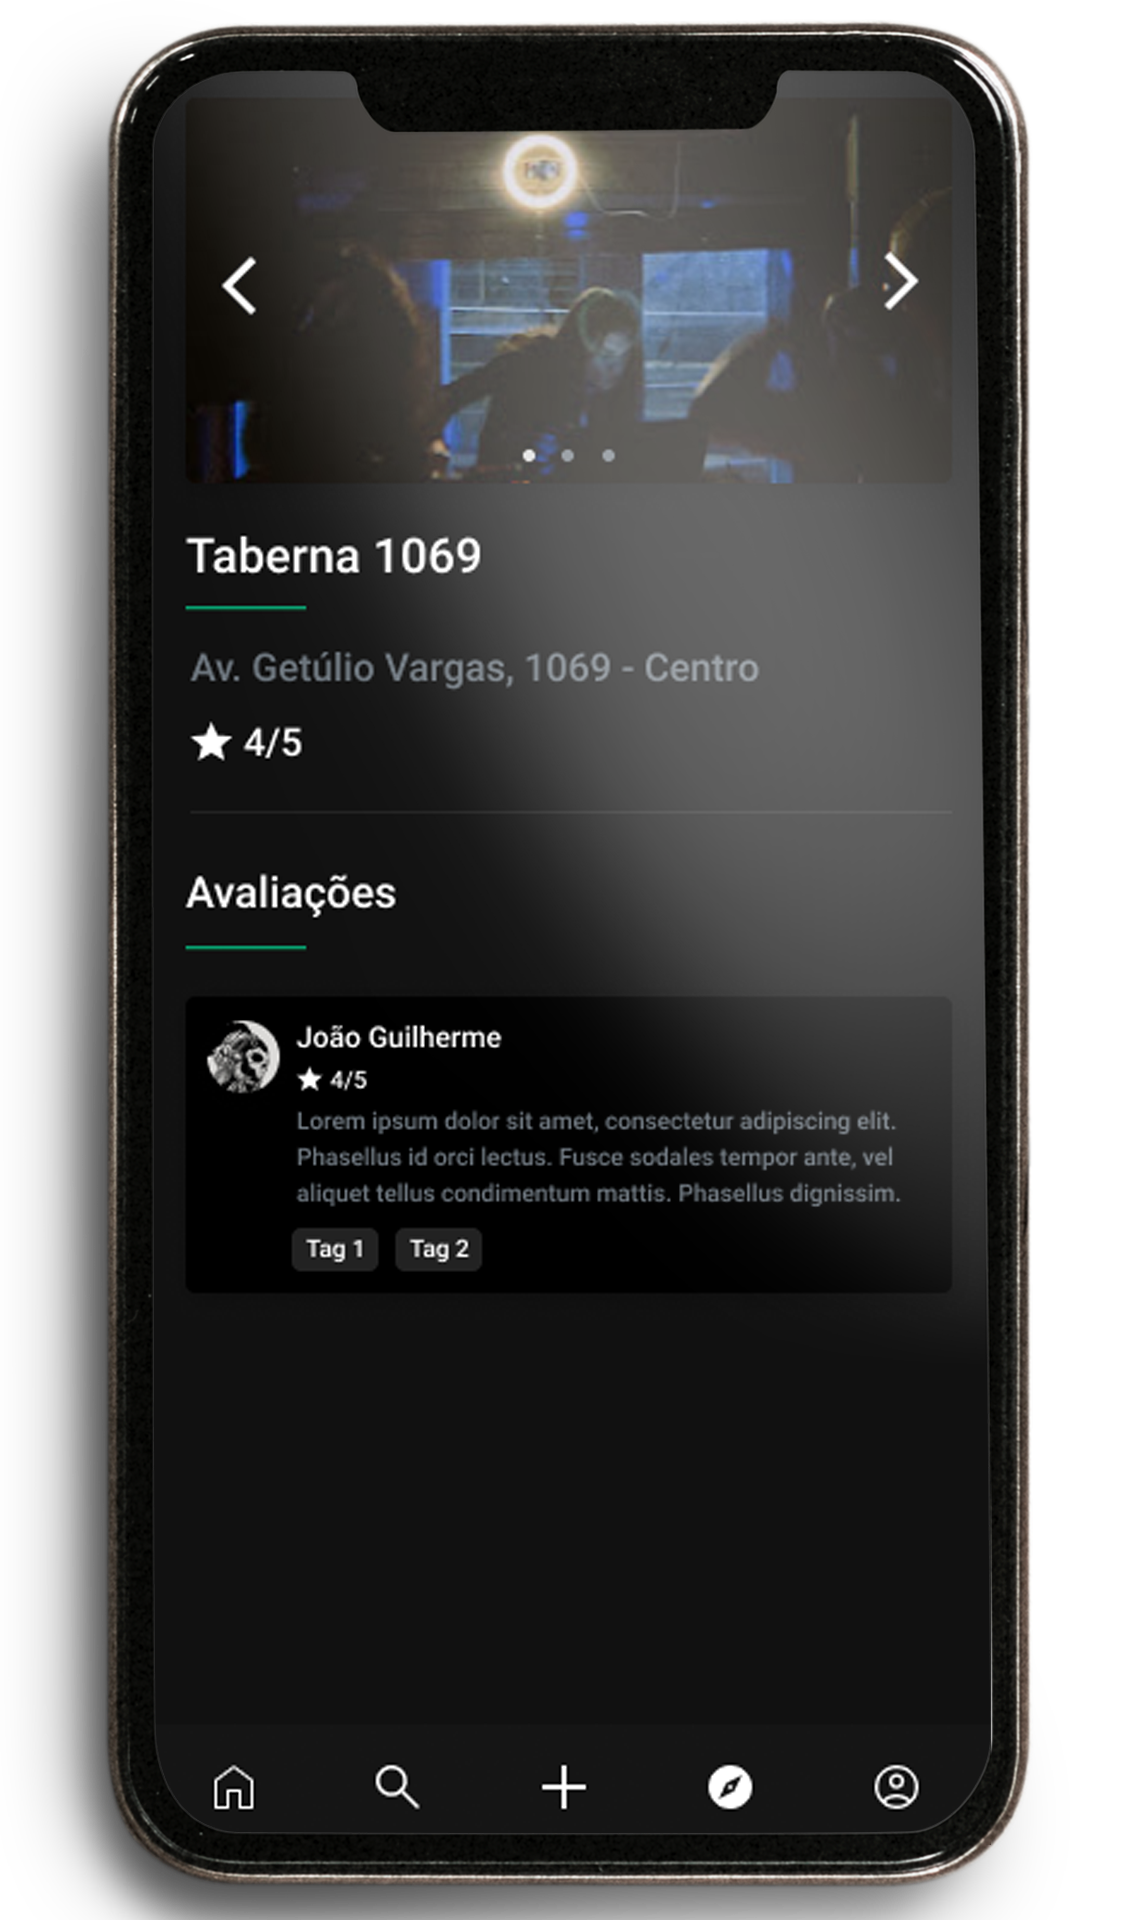 Taberna 1069
Av. Getúlio Vargas, 1069 - Centro
4/5
Avaliações
João Guilherme
4/5
Lorem ipsum dolor sit amet, consectetur adipiscing elit.
Phasellus id orci lectus. Fusce sodales tempor ante, vel
aliquet tellus condimentum mattis. Phasellus dignissim.
Tag 1 Tag 2